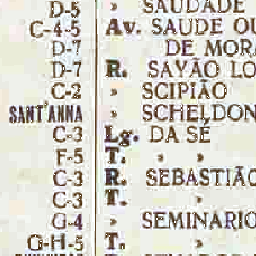 D-5 » SAUDADE
C-4-5 Av. SAUDE OU
D-7 DE MORA
D-7 R. SAYÃO LO
C-2 » SCIPIÃO
SANT'ANNA » SCHELDON
C-3 Lg. DA SÉ
F-5 T. » »
C-3 R. SEBASTIÃO
C-3 T. »
G-4 » SEMINARIO
G-H-5 T. »